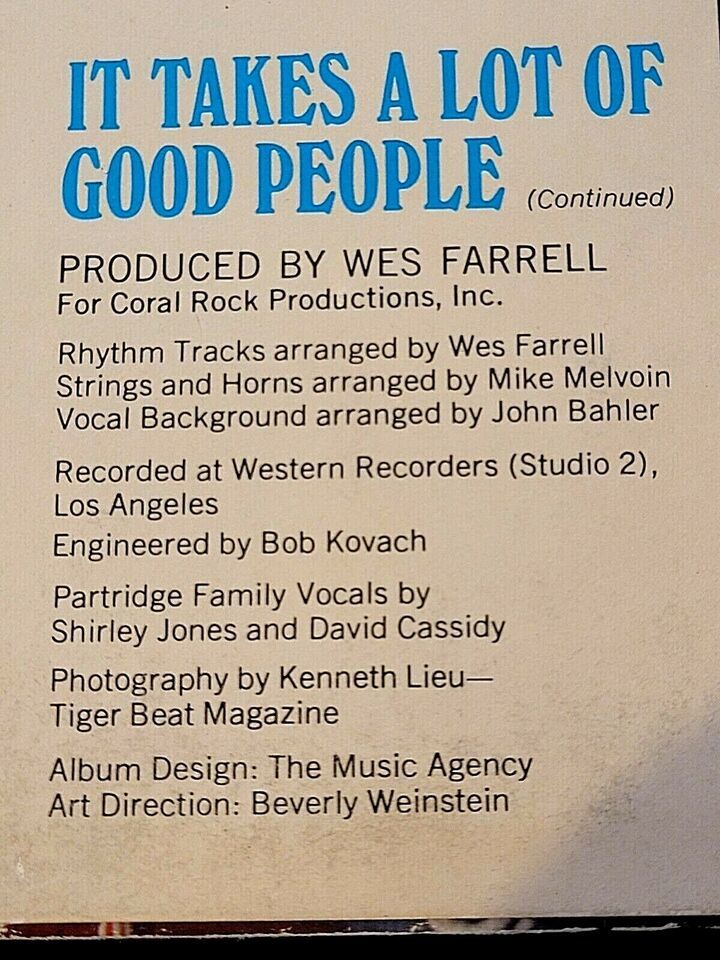 IT TAKES A LOT OF
GOOD PEOPLE (Continued)
PRODUCED BY WES FARRELL
For Coral Rock Productions, Inc.
Rhythm Tracks arranged by Wes Farrell
Strings and Horns arranged by Mike Melvoin
Vocal Background arranged by John Bahler
Recorded at Western Recorders (Studio 2),
Los Angeles
Engineered by Bob Kovach
Partridge Family Vocals by
Shirley Jones and David Cassidy
Photography by Kenneth Lieu—
Tiger Beat Magazine
Album Design: The Music Agency
Art Direction: Beverly Weinstein